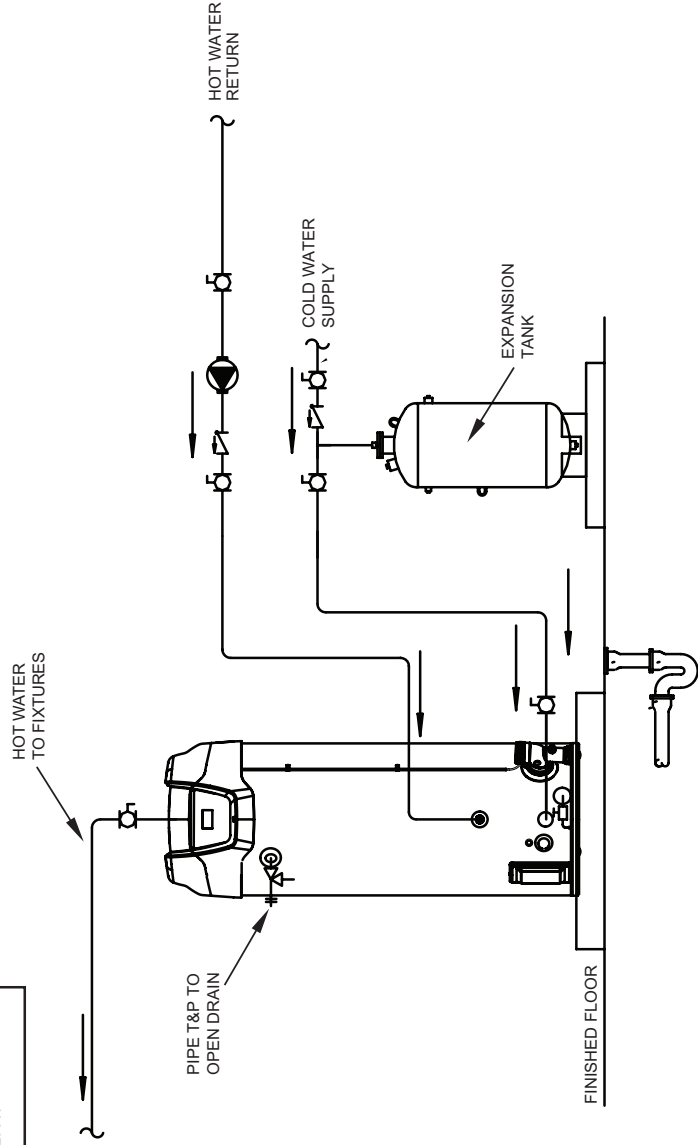 HOT WATER
TO FIXTURES
HOT WATER
RETURN
COLD WATER
SUPPLY
EXPANSION
TANK
PIPE T&P TO
OPEN DRAIN
FINISHED FLOOR